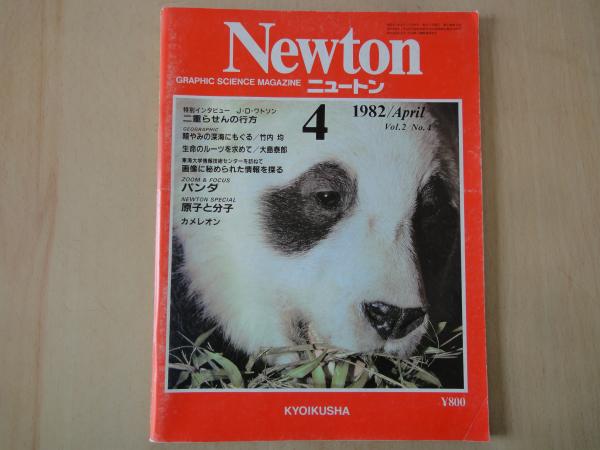 Newton
GRAPHIC SCIENCE MAGAZINE ニュートン
特別インタビュー J・D・ワトソン
二重らせんの行方
GEOGRAPHIC
暗やみの深海にもぐる/竹内 均
生命のルーツを求めて/大島泰郎
東海大学情報技術センターを訪ねて
画像に秘められた情報を探る
ZOOM & FOCUS
パンダ
NEWTON SPECIAL
原子と分子
カメレオン
4
1982/April
Vol.2 No.4
¥800
KYOIKUSHA